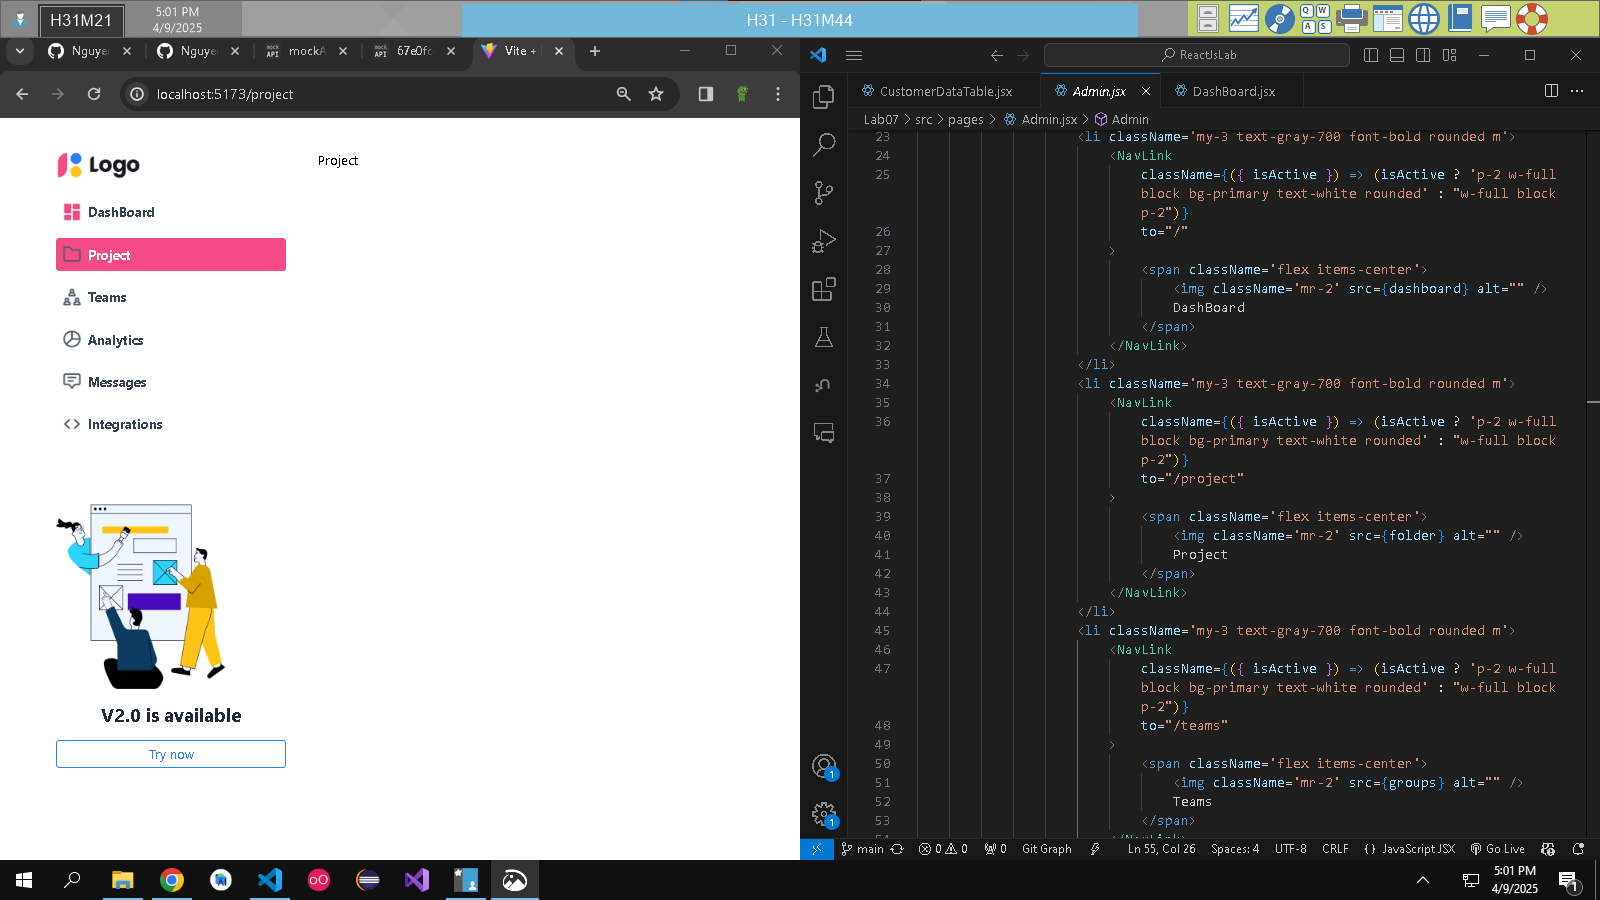 H31M21
5:01 PM
4/9/2025
H31 - H31M44
Nguye
Nguye
mockA
67e0fc
Vite +
localhost:5173/project
Logo
DashBoard
Project
Teams
Analytics
Messages
Integrations
V2.0 is available
Try now
Project
ReactJsLab
CustomerDataTable.jsx
Admin.jsx
DashBoard.jsx
Lab07 > src > pages > Admin.jsx > Admin
23 <li className='my-3 text-gray-700 font-bold rounded m'>
24 <NavLink
25 className={({ isActive }) => (isActive ? 'p-2 w-full
block bg-primary text-white rounded' : "w-full block
p-2")}
26 to="/"
27 >
28 <span className='flex items-center'>
29 <img className='mr-2' src={dashboard} alt="" />
30 DashBoard
31 </span>
32 </NavLink>
33 </li>
34 <li className='my-3 text-gray-700 font-bold rounded m'>
35 <NavLink
36 className={({ isActive }) => (isActive ? 'p-2 w-full
block bg-primary text-white rounded' : "w-full block
p-2")}
37 to="/project"
38 >
39 <span className='flex items-center'>
40 <img className='mr-2' src={folder} alt="" />
41 Project
42 </span>
43 </NavLink>
44 </li>
45 <li className='my-3 text-gray-700 font-bold rounded m'>
46 <NavLink
47 className={({ isActive }) => (isActive ? 'p-2 w-full
block bg-primary text-white rounded' : "w-full block
p-2")}
48 to="/teams"
49 >
50 <span className='flex items-center'>
51 <img className='mr-2' src={groups} alt="" />
52 Teams
53 </span>
main
0
0
0
Git Graph
Ln 55, Col 26
Spaces: 4
UTF-8
CRLF
JavaScript JSX
Go Live
5:01 PM
4/9/2025